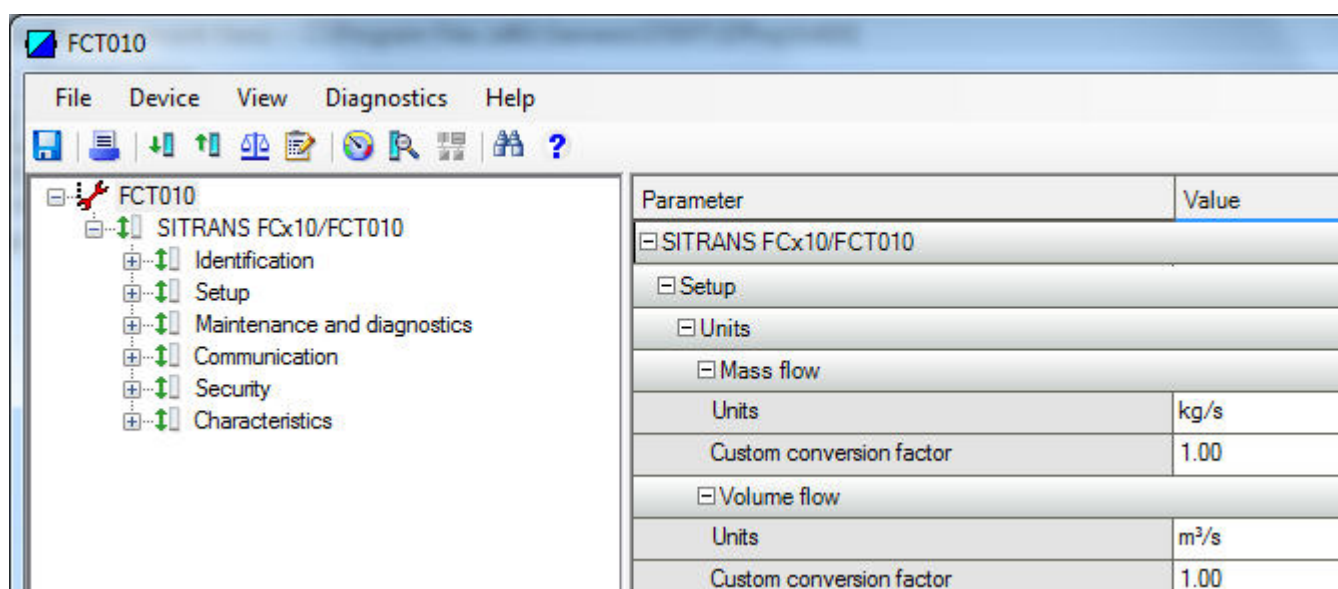 FCT010
File Device View Diagnostics Help
?
FCT010
SITRANS FCx10/FCT010
Identification
Setup
Maintenance and diagnostics
Communication
Security
Characteristics
Parameter Value
SITRANS FCx10/FCT010
Setup
Units
Mass flow
Units kg/s
Custom conversion factor 1.00
Volume flow
Units m³/s
Custom conversion factor 1.00